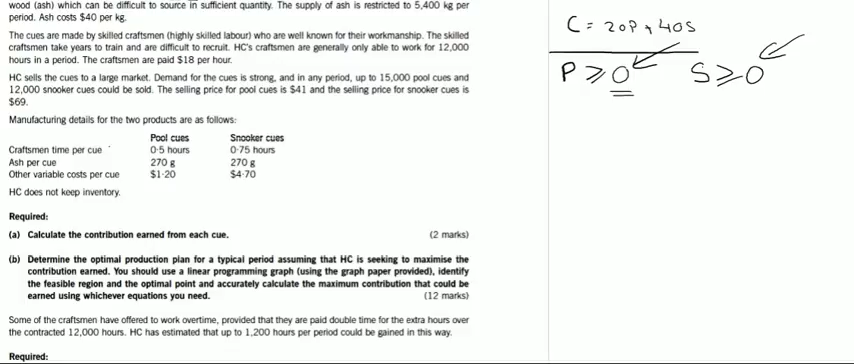 wood (ash) which can be difficult to source in sufficient quantity. The supply of ash is restricted to 5,400 kg per
period. Ash costs $40 per kg.
The cues are made by skilled craftsmen (highly skilled labour) who are well known for their workmanship. The skilled
craftsmen take years to train and are difficult to recruit. HC's craftsmen are generally only able to work for 12,000
hours in a period. The craftsmen are paid $18 per hour.
HC sells the cues to a large market. Demand for the cues is strong, and in any period, up to 15,000 pool cues and
12,000 snooker cues could be sold. The selling price for pool cues is $41 and the selling price for snooker cues is
$69.
Manufacturing details for the two products are as follows:
Pool cues Snooker cues
Craftsmen time per cue 0·5 hours 0·75 hours
Ash per cue 270 g 270 g
Other variable costs per cue $1·20 $4·70
HC does not keep inventory.
Required:
(a) Calculate the contribution earned from each cue. (2 marks)
(b) Determine the optimal production plan for a typical period assuming that HC is seeking to maximise the
contribution earned. You should use a linear programming graph (using the graph paper provided), identify
the feasible region and the optimal point and accurately calculate the maximum contribution that could be
earned using whichever equations you need. (12 marks)
Some of the craftsmen have offered to work overtime, provided that they are paid double time for the extra hours over
the contracted 12,000 hours. HC has estimated that up to 1,200 hours per period could be gained in this way.
Required:
C = 20P + 40S
P ≥ 0 S ≥ 0